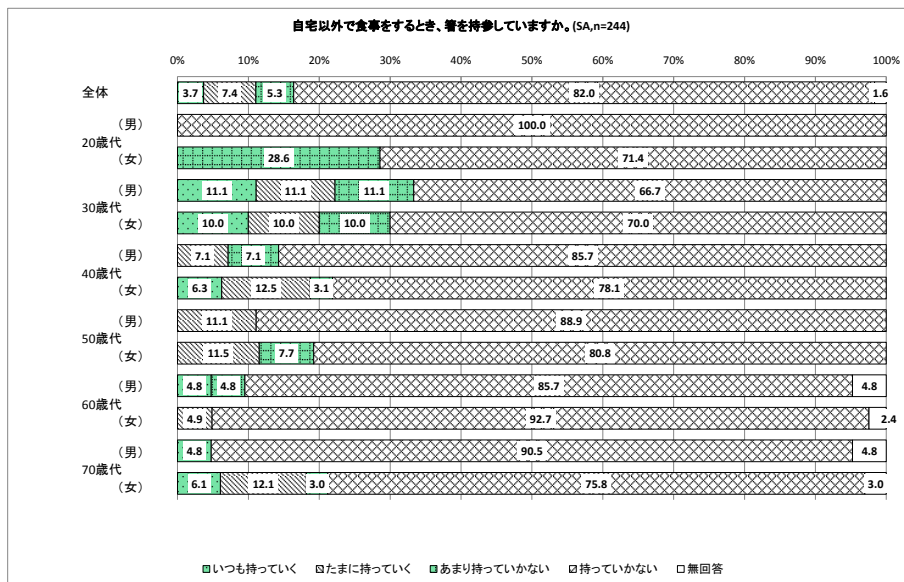 自宅以外で食事をするとき、箸を持参していますか。(SA,n=244)
0% 10% 20% 30% 40% 50% 60% 70% 80% 90% 100%
全体 3.7 7.4 5.3 82.0 1.6
20歳代
（男） 100.0
（女） 28.6 71.4
30歳代
（男） 11.1 11.1 11.1 66.7
（女） 10.0 10.0 10.0 70.0
40歳代
（男） 7.1 7.1 85.7
（女） 6.3 12.5 3.1 78.1
50歳代
（男） 11.1 88.9
（女） 11.5 7.7 80.8
60歳代
（男） 4.8 4.8 85.7 4.8
（女） 4.9 92.7 2.4
70歳代
（男） 4.8 90.5 4.8
（女） 6.1 12.1 3.0 75.8 3.0
いつも持っていく たまに持っていく あまり持っていかない 持っていかない 無回答